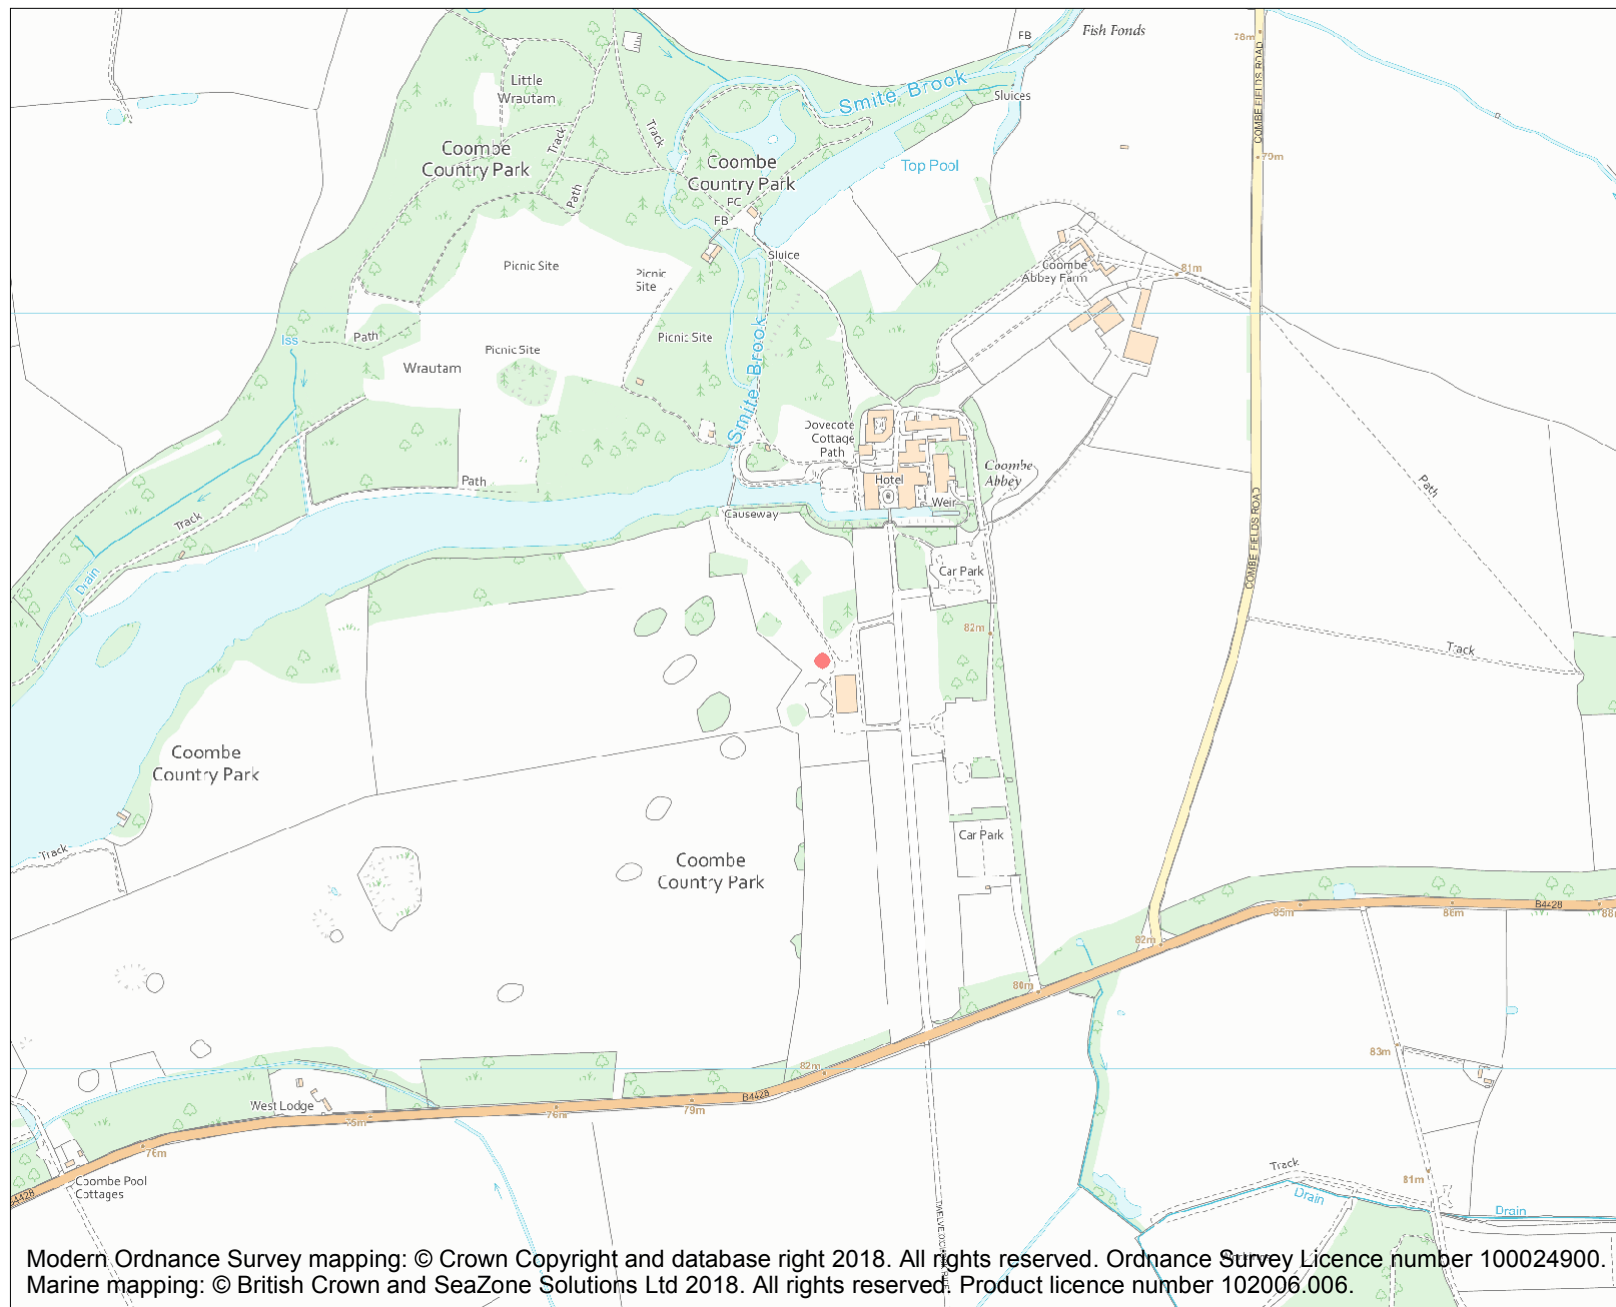 Fish Fonds
FB
78m
COMBE FIELDS ROAD
Little
Wrautam
Smite Brook
Sluices
Track
Track
Coombe
Country Park
Coombe
Country Park
Top Pool
79m
Path
FC
FB
Sluice
Picnic Site
Picnic
Site
Coombe
Abbey Farm
81m
Iss
Path
Picnic Site
Picnic Site
Smite Brook
Wrautam
Dovecote
Cottage
Path
Coombe
Abbey
Hotel
Weir
Path
Path
Track
Causeway
COMBE FIELDS ROAD
Drain
Car Park
82m
Track
Coombe
Country Park
Car Park
Track
Coombe
Country Park
85m
86m
B4428
88m
82m
80m
83m
82m
B4428
79m
76m
West Lodge
75m
76m
Coombe Pool
Cottages
B4428
Track
81m
Drain
Drain
Modern Ordnance Survey mapping: © Crown Copyright and database right 2018. All rights reserved. Ordnance Survey Licence number 100024900.
Marine mapping: © British Crown and SeaZone Solutions Ltd 2018. All rights reserved. Product licence number 102006.006.